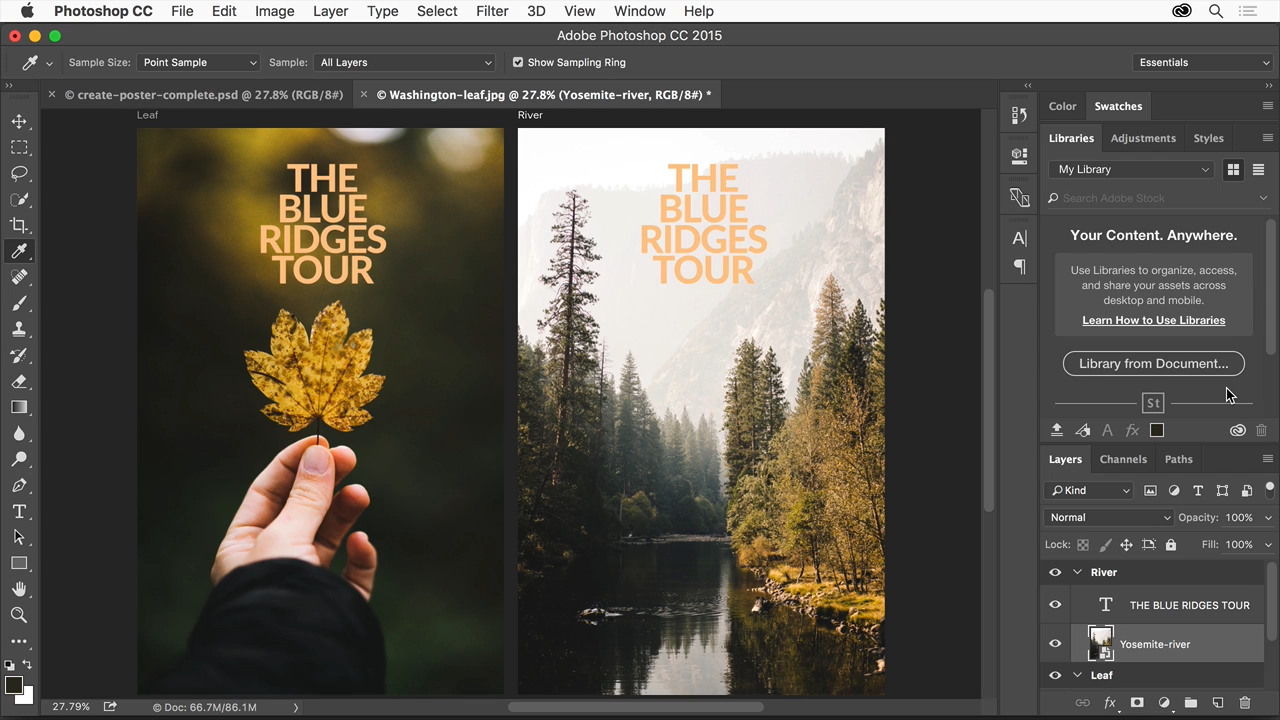 Photoshop CC File Edit Image Layer Type Select Filter 3D View Window Help
Adobe Photoshop CC 2015
Sample Size: Point Sample Sample: All Layers Show Sampling Ring Essentials
© create-poster-complete.psd @ 27.8% (RGB/8#) © Washington-leaf.jpg @ 27.8% (Yosemite-river, RGB/8#) *
Leaf
THE
BLUE
RIDGES
TOUR
River
THE
BLUE
RIDGES
TOUR
Color Swatches
Libraries Adjustments Styles
My Library
Search Adobe Stock
Your Content. Anywhere.
Use Libraries to organize, access,
and share your assets across
desktop and mobile.
Learn How to Use Libraries
Library from Document...
St
Layers Channels Paths
Kind
Normal Opacity: 100%
Lock: Fill: 100%
River
THE BLUE RIDGES TOUR
Yosemite-river
Leaf
27.79% Doc: 66.7M/86.1M